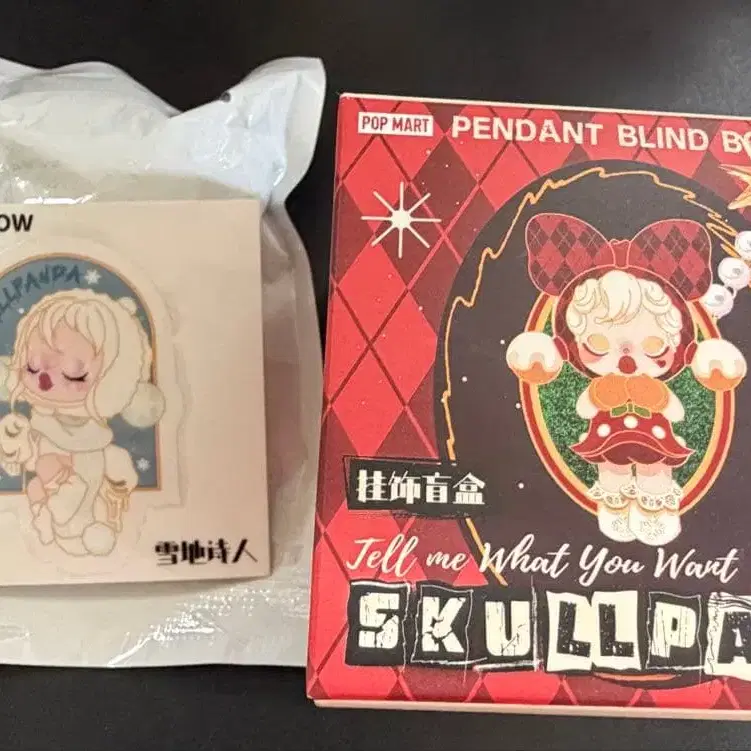 OW
LLPANDA
雪地诗人
POP MART
PENDANT BLIND B
挂饰盲盒
Tell me What You Want
SKULLPA